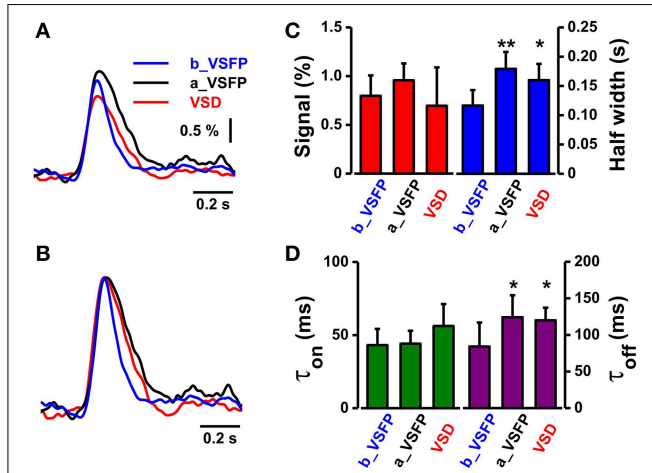 A
b_VSFP
a_VSFP
VSD
0.5 %
0.2 s
B
0.2 s
C
Signal (%)
1.5
1.0
0.5
0
** *
0.25
0.20
0.15
0.10
0.05
0.00
Half width (s)
b_VSFP
a_VSFP
VSD
b_VSFP
a_VSFP
VSD
D
τon (ms)
100
50
0
* *
200
150
100
50
0
τoff (ms)
b_VSFP
a_VSFP
VSD
b_VSFP
a_VSFP
VSD